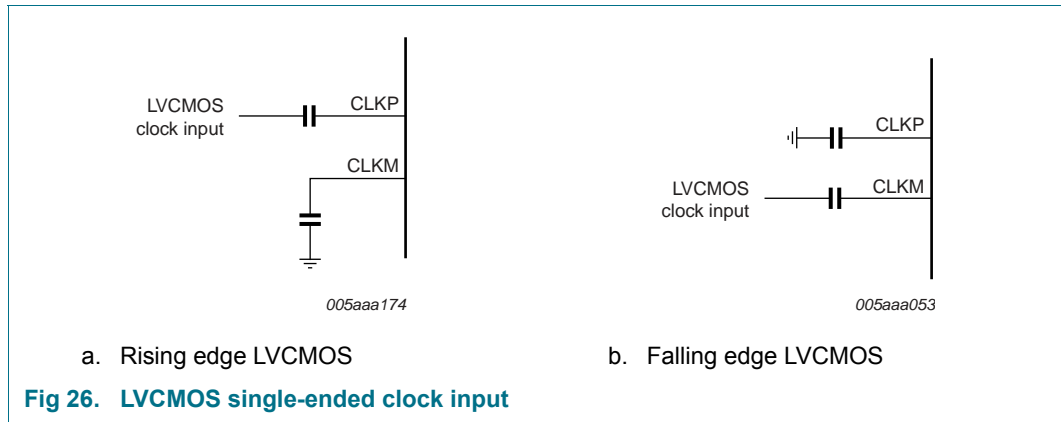 LVCMOS
clock input
CLKP
CLKM
005aaa174
a. Rising edge LVCMOS
CLKP
LVCMOS
clock input
CLKM
005aaa053
b. Falling edge LVCMOS
Fig 26. LVCMOS single-ended clock input